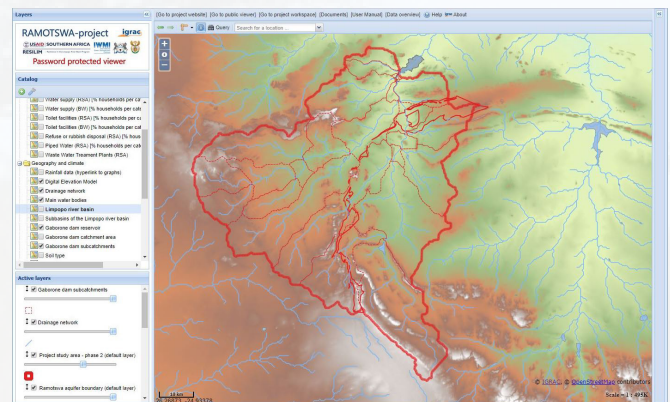 Layers
[Go to project website] [Go to public viewer] [Go to project workspace] [Documents] [User Manual] [Data overview] Help About
Query Search for a location...
RAMOTSWA-project igrac
USAID SOUTHERN AFRICA IWMI
RESILIM
Password protected viewer
Catalog
Water supply (RSA) [% households per ca
Water supply (BW) [% households per cat
Toilet facilities (RSA) [% households per cu
Toilet facilities (BW) [% households per cat
Refuse or rubbish disposal (RSA) [% hous
Piped Water (RSA) [% households per cat
Waste Water Treament Plants (RSA)
Geography and climate
Rainfall data (hyperlink to graphs)
Digital Elevation Model
Drainage network
Main water bodies
Limpopo river basin
Subbasins of the Limpopo river basin
Gaborone dam reservoir
Gaborone dam catchment area
Gaborone dam subcatchments
Soil type
Active layers
Gaborone dam subcatchments
Drainage network
Project study area - phase 2 (default layer)
Ramotswa aquifer boundary (default layer)
10 km
© IGRAC, © OpenStreetMap contributors
Scale = 1 : 495K